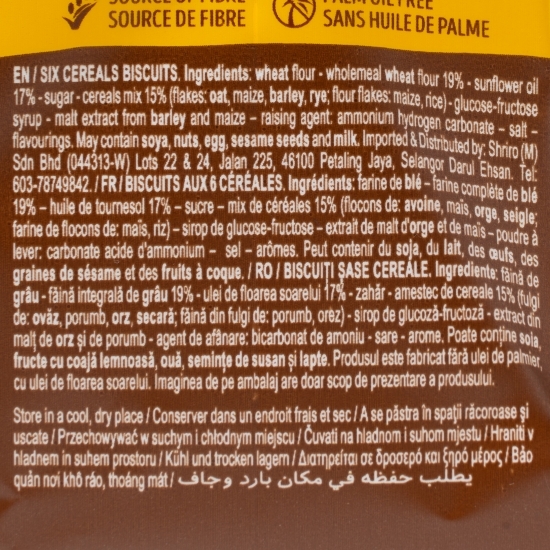 SOURCE OF FIBRE
SOURCE DE FIBRE
PALM OIL FREE
SANS HUILE DE PALME
EN / SIX CEREALS BISCUITS. Ingredients: wheat flour - wholemeal wheat flour 19% - sunflower oil
17% - sugar - cereals mix 15% (flakes: oat, maize, barley, rye; flour flakes: maize, rice) - glucose-fructose
syrup - malt extract from barley and maize – raising agent: ammonium hydrogen carbonate – salt –
flavourings. May contain soya, nuts, egg, sesame seeds and milk. Imported & Distributed by: Shriro (M)
Sdn Bhd (044313-W) Lots 22 & 24, Jalan 225, 46100 Petaling Jaya, Selangor Darul Ehsan. Tel:
603-78749842. / FR / BISCUITS AUX 6 CÉRÉALES. Ingrédients: farine de blé – farine complète de blé
19% – huile de tournesol 17% – sucre – mix de céréales 15% (flocons de: avoine, maïs, orge, seigle;
farine de flocons de: maïs, riz) – sirop de glucose-fructose - extrait de malt d'orge et de maïs – poudre à
lever: carbonate acide d'ammonium – sel – arômes. Peut contenir du soja, du lait, des œufs, des
graines de sésame et des fruits à coque. / RO / BISCUIȚI ȘASE CEREALE. Ingrediente: făină de
grâu - făină integrală de grâu 19% - ulei de floarea soarelui 17% - zahăr - amestec de cereale 15% (fulgi
de: ovăz, porumb, orz, secară; făină din fulgi de: porumb, orez) - sirop de glucoză-fructoză - extract din
malț de orz și de porumb - agent de afânare: bicarbonat de amoniu - sare - arome. Poate conține soia,
fructe cu coajă lemnoasă, ouă, semințe de susan și lapte. Produsul este fabricat fără ulei de palmier,
cu ulei de floarea soarelui. Imaginea de pe ambalaj are doar scop de prezentare a produsului.
Store in a cool, dry place / Conserver dans un endroit frais et sec / A se păstra în spații răcoroase și
uscate / Przechowywać w suchym i chłodnym miejscu / Čuvati na hladnom i suhom mjestu / Hraniti v
hladnem in suhem prostoru / Kühl und trocken lagern / Διατηρείται σε δροσερό και ξηρό μέρος / Bảo
quản nơi khô ráo, thoáng mát / يطلب حفظه في مكان بارد وجاف